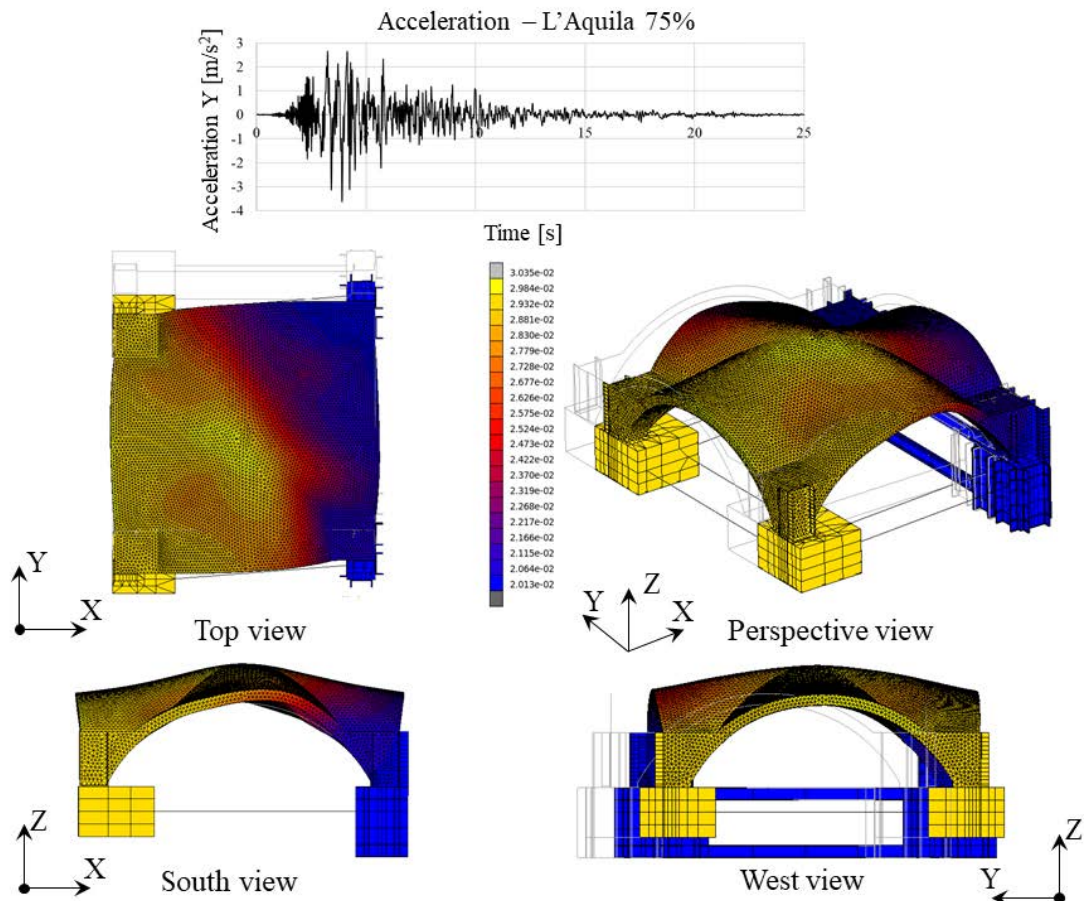 Acceleration – L’Aquila 75%
Acceleration Y [m/s²]
3
2
1
0
-1
-2
-3
-4
0
5
10
15
20
25
Time [s]
3.035e-02
2.984e-02
2.932e-02
2.881e-02
2.830e-02
2.779e-02
2.728e-02
2.677e-02
2.626e-02
2.575e-02
2.524e-02
2.473e-02
2.422e-02
2.370e-02
2.319e-02
2.268e-02
2.217e-02
2.166e-02
2.115e-02
2.064e-02
2.013e-02
Y
X
Top view
Y
Z
X
Perspective view
Z
X
South view
Z
Y
West view